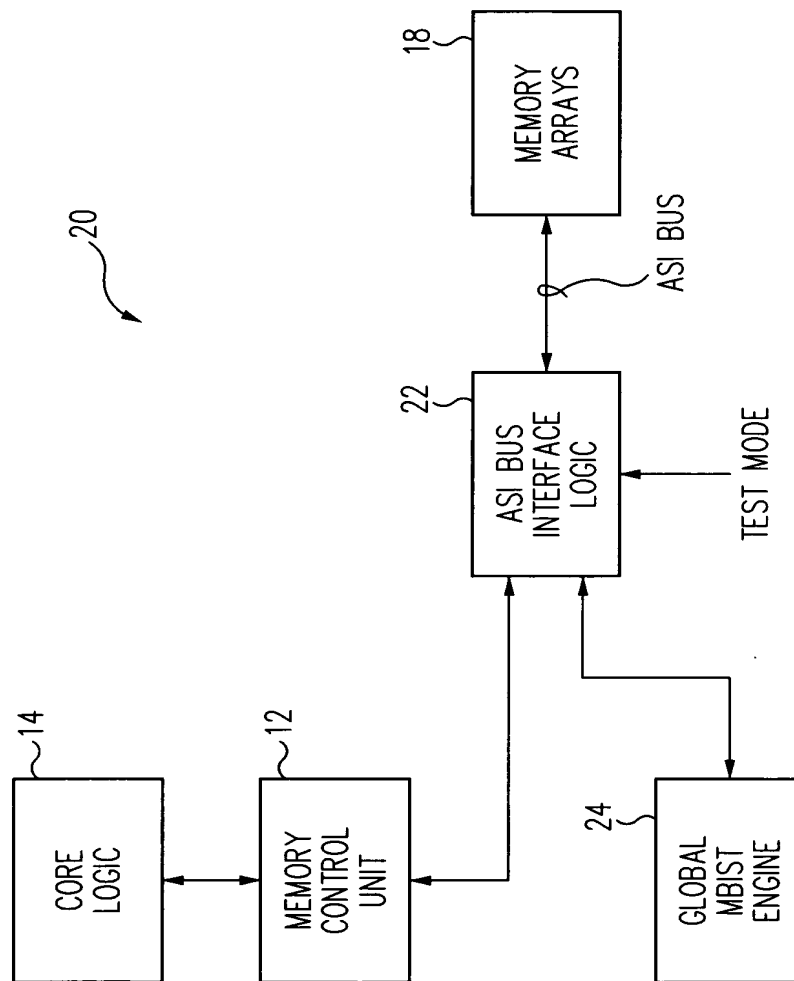 20
14
CORE
LOGIC
12
MEMORY
CONTROL
UNIT
24
GLOBAL
MBIST
ENGINE
22
ASI BUS
INTERFACE
LOGIC
TEST MODE
ASI BUS
18
MEMORY
ARRAYS